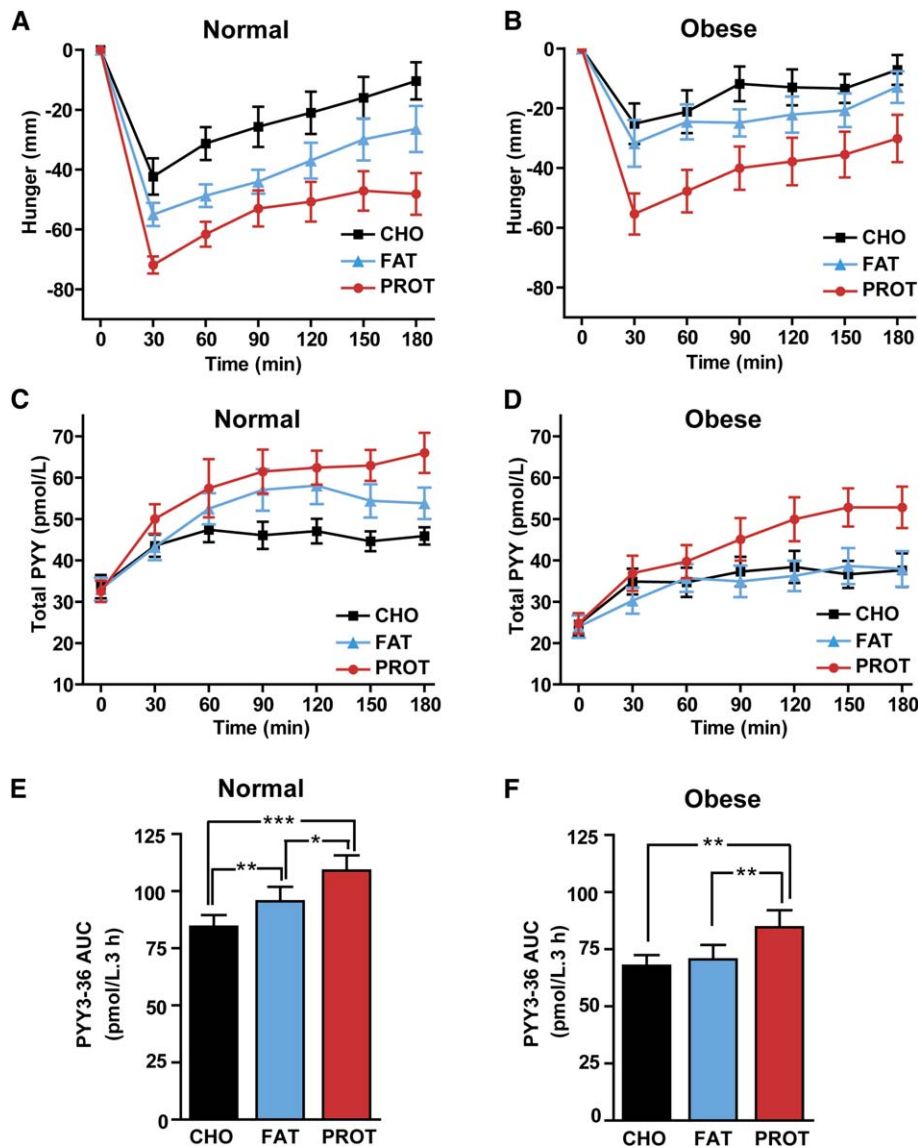 A
Normal
0
-20
-40
-60
-80
Hunger (mm)
CHO
FAT
PROT
0 30 60 90 120 150 180
Time (min)
B
Obese
0
-20
-40
-60
-80
Hunger (mm)
CHO
FAT
PROT
0 30 60 90 120 150 180
Time (min)
C
Normal
70
60
50
40
30
20
10
Total PYY (pmol/L)
CHO
FAT
PROT
0 30 60 90 120 150 180
Time (min)
D
Obese
70
60
50
40
30
20
10
Total PYY (pmol/L)
CHO
FAT
PROT
0 30 60 90 120 150 180
Time (min)
E
Normal
125
100
75
50
25
0
PYY3-36 AUC
(pmol/L.3 h)
***
**
*
CHO FAT PROT
F
Obese
125
100
75
50
25
0
PYY3-36 AUC
(pmol/L.3 h)
**
**
CHO FAT PROT